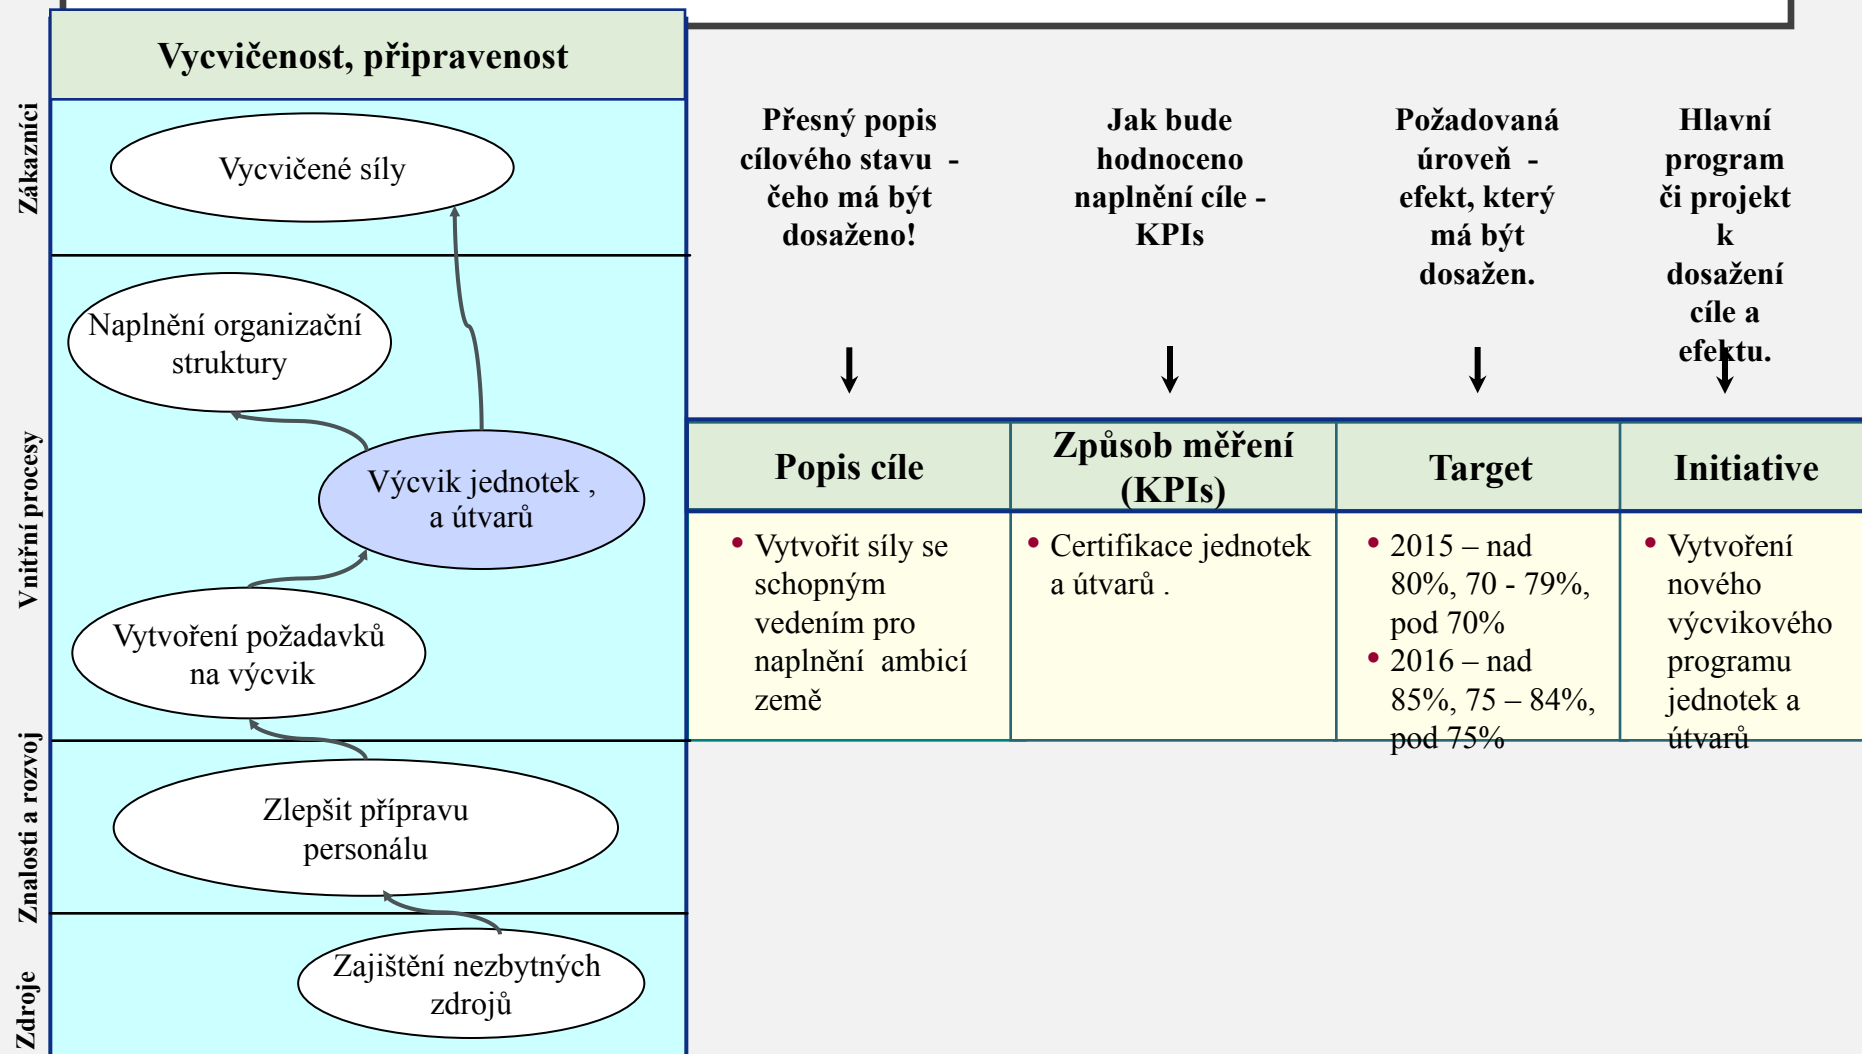 Vycvičenost, připravenost
Zákazníci
Vycvičené síly
Vnitřní procesy
Naplnění organizační
struktury
Výcvik jednotek ,
a útvarů
Vytvoření požadavků
na výcvik
Znalosti a rozvoj
Zlepšit přípravu
personálu
Zdroje
Zajištění nezbytných
zdrojů
Přesný popis
cílového stavu -
čeho má být
dosaženo!
Jak bude
hodnoceno
naplnění cíle -
KPIs
Požadovaná
úroveň -
efekt, který
má být
dosažen.
Hlavní
program
či projekt
k
dosažení
cíle a
efektu.
Popis cíle
Způsob měření
(KPIs)
Target
Initiative
• Vytvořit síly se
schopným
vedením pro
naplnění ambicí
země
• Certifikace jednotek
a útvarů .
• 2015 – nad
80%, 70 - 79%,
pod 70%
• 2016 – nad
85%, 75 – 84%,
pod 75%
• Vytvoření
nového
výcvikového
programu
jednotek a
útvarů